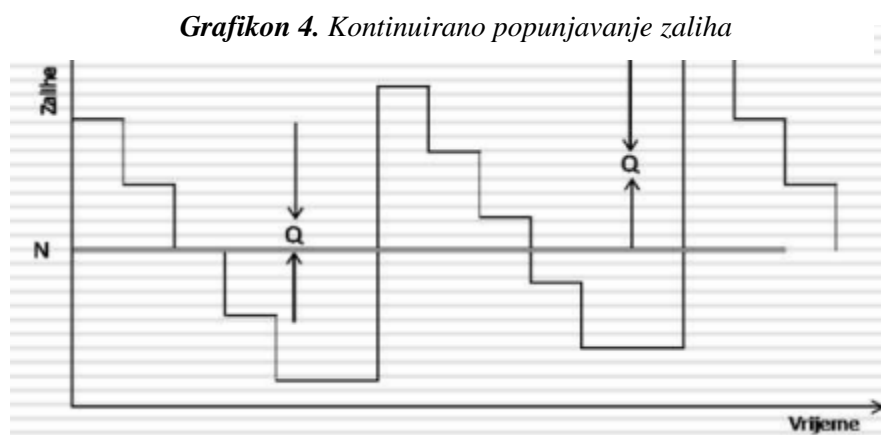 Grafikon 4. Kontinuirano popunjavanje zaliha
Zalihe
Q
Q
N
Vrijeme